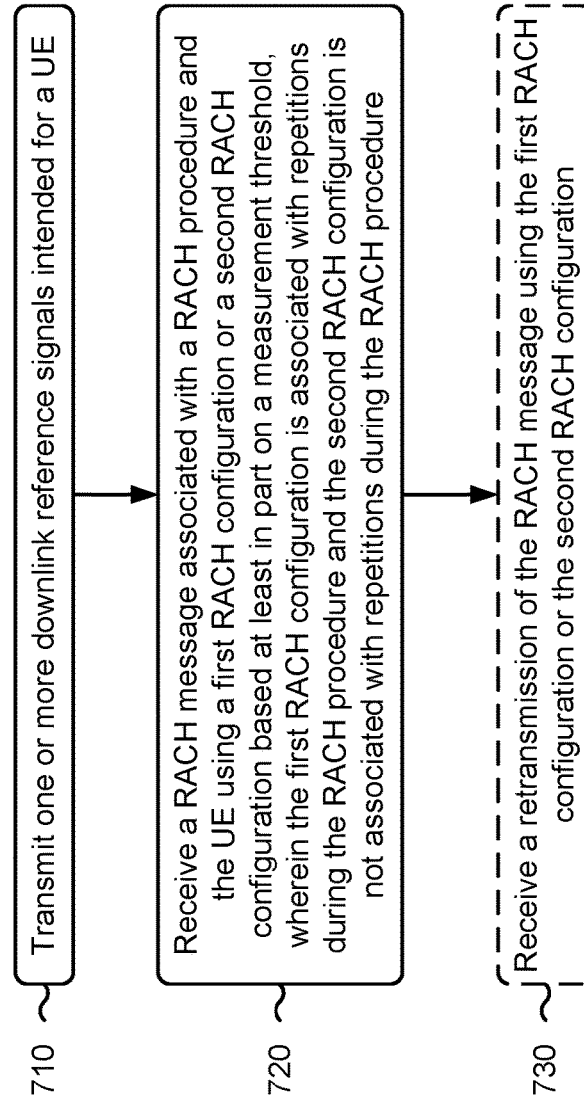 710
Transmit one or more downlink reference signals intended for a UE
720
Receive a RACH message associated with a RACH procedure and
the UE using a first RACH configuration or a second RACH
configuration based at least in part on a measurement threshold,
wherein the first RACH configuration is associated with repetitions
during the RACH procedure and the second RACH configuration is
not associated with repetitions during the RACH procedure
730
Receive a retransmission of the RACH message using the first RACH
configuration or the second RACH configuration